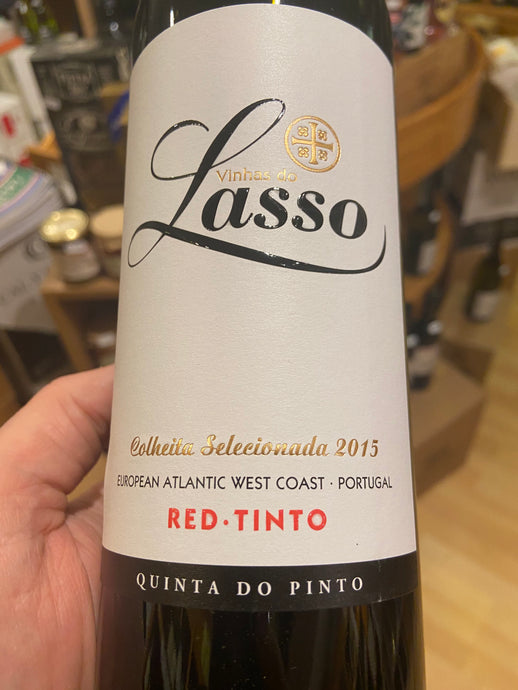 Vinhas do
Lasso
Colheita Selecionada 2015
EUROPEAN ATLANTIC WEST COAST · PORTUGAL
RED·TINTO
QUINTA DO PINTO